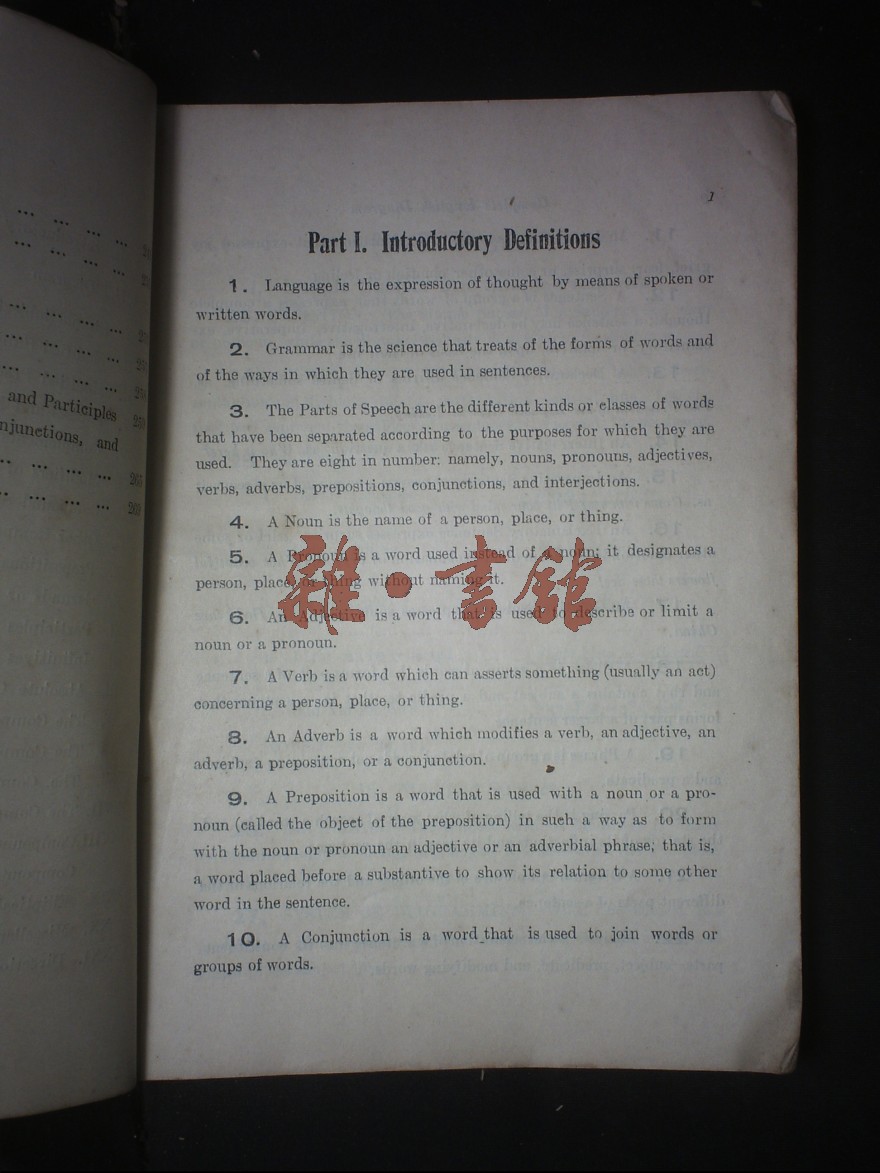 and Participles
and
1
Part I. Introductory Definitions
1. Language is the expression of thought by means of spoken or
written words.
2. Grammar is the science that treats of the forms of words and
of the ways in which they are used in sentences.
3. The Parts of Speech are the different kinds or classes of words
that have been separated according to the purposes for which they are
used. They are eight in number: namely, nouns, pronouns, adjectives,
verbs, adverbs, prepositions, conjunctions, and interjections.
4. A Noun is the name of a person, place, or thing.
5. A Pronoun is a word used instead of a noun; it designates a
person, place, or thing without naming it.
6. An Adjective is a word that is used to describe or limit a
noun or a pronoun.
7. A Verb is a word which can asserts something (usually an act)
concerning a person, place, or thing.
8. An Adverb is a word which modifies a verb, an adjective, an
adverb, a preposition, or a conjunction.
9. A Preposition is a word that is used with a noun or a pro-
noun (called the object of the preposition) in such a way as to form
with the noun or pronoun an adjective or an adverbial phrase; that is,
a word placed before a substantive to show its relation to some other
word in the sentence.
10. A Conjunction is a word that is used to join words or
groups of words.
雜·書館